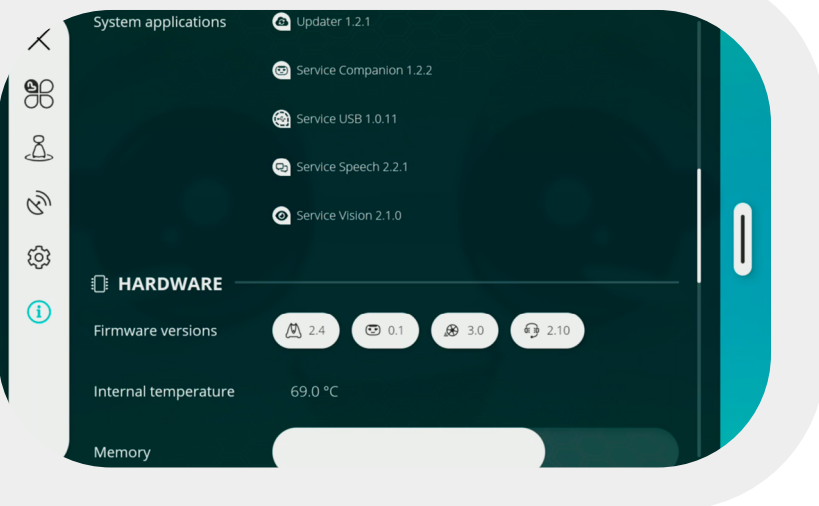 System applications
Updater 1.2.1
Service Companion 1.2.2
Service USB 1.0.11
Service Speech 2.2.1
Service Vision 2.1.0
HARDWARE
Firmware versions 2.4 0.1 3.0 2.10
Internal temperature 69.0 °C
Memory